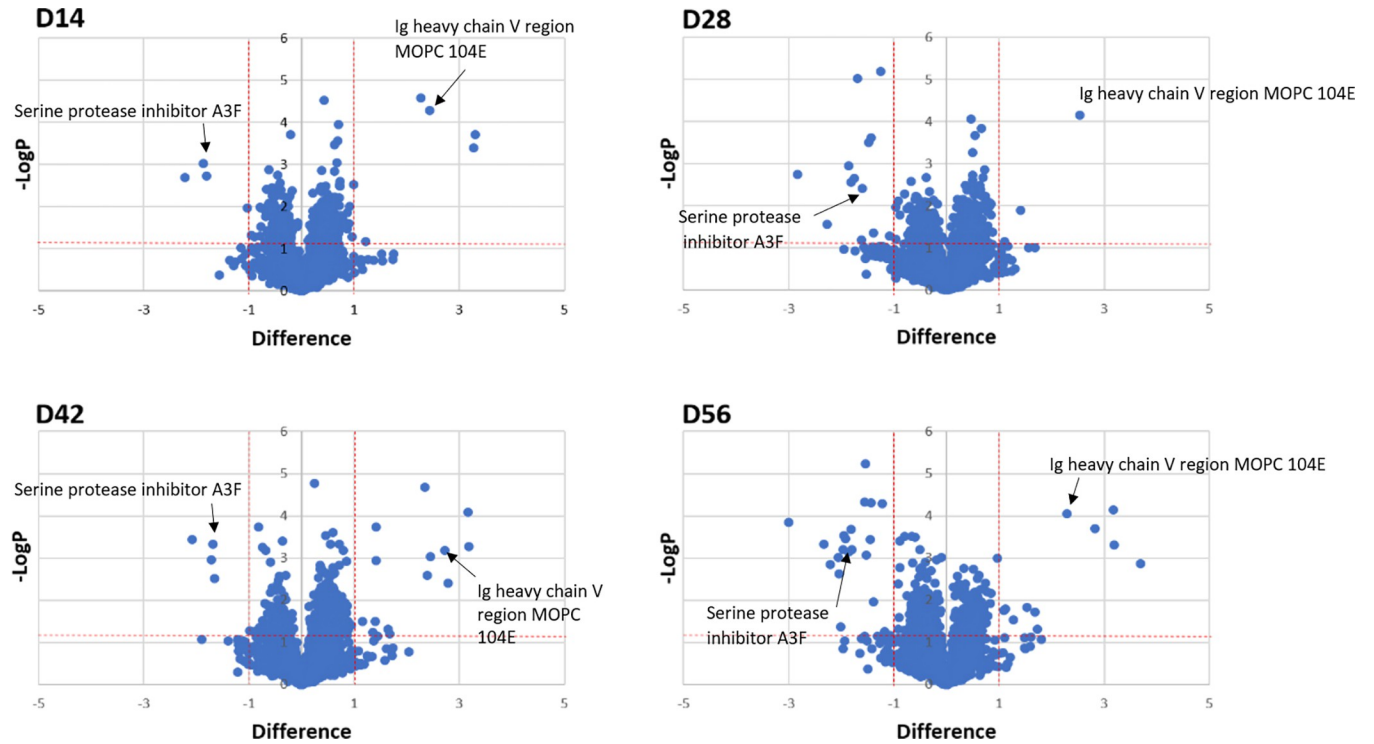 D14
Ig heavy chain V region
MOPC 104E
Serine protease inhibitor A3F
-LogP
6
5
4
3
2
1
0
-5
-3
-1
1
3
5
Difference
D28
Ig heavy chain V region MOPC 104E
Serine protease
inhibitor A3F
-LogP
6
5
4
3
2
1
0
-5
-3
-1
1
3
5
Difference
D42
Serine protease inhibitor A3F
Ig heavy chain V
region MOPC
104E
-LogP
6
5
4
3
2
1
0
-5
-3
-1
1
3
5
Difference
D56
Ig heavy chain V region MOPC 104E
Serine protease
inhibitor A3F
-LogP
6
5
4
3
2
1
0
-5
-3
-1
1
3
5
Difference